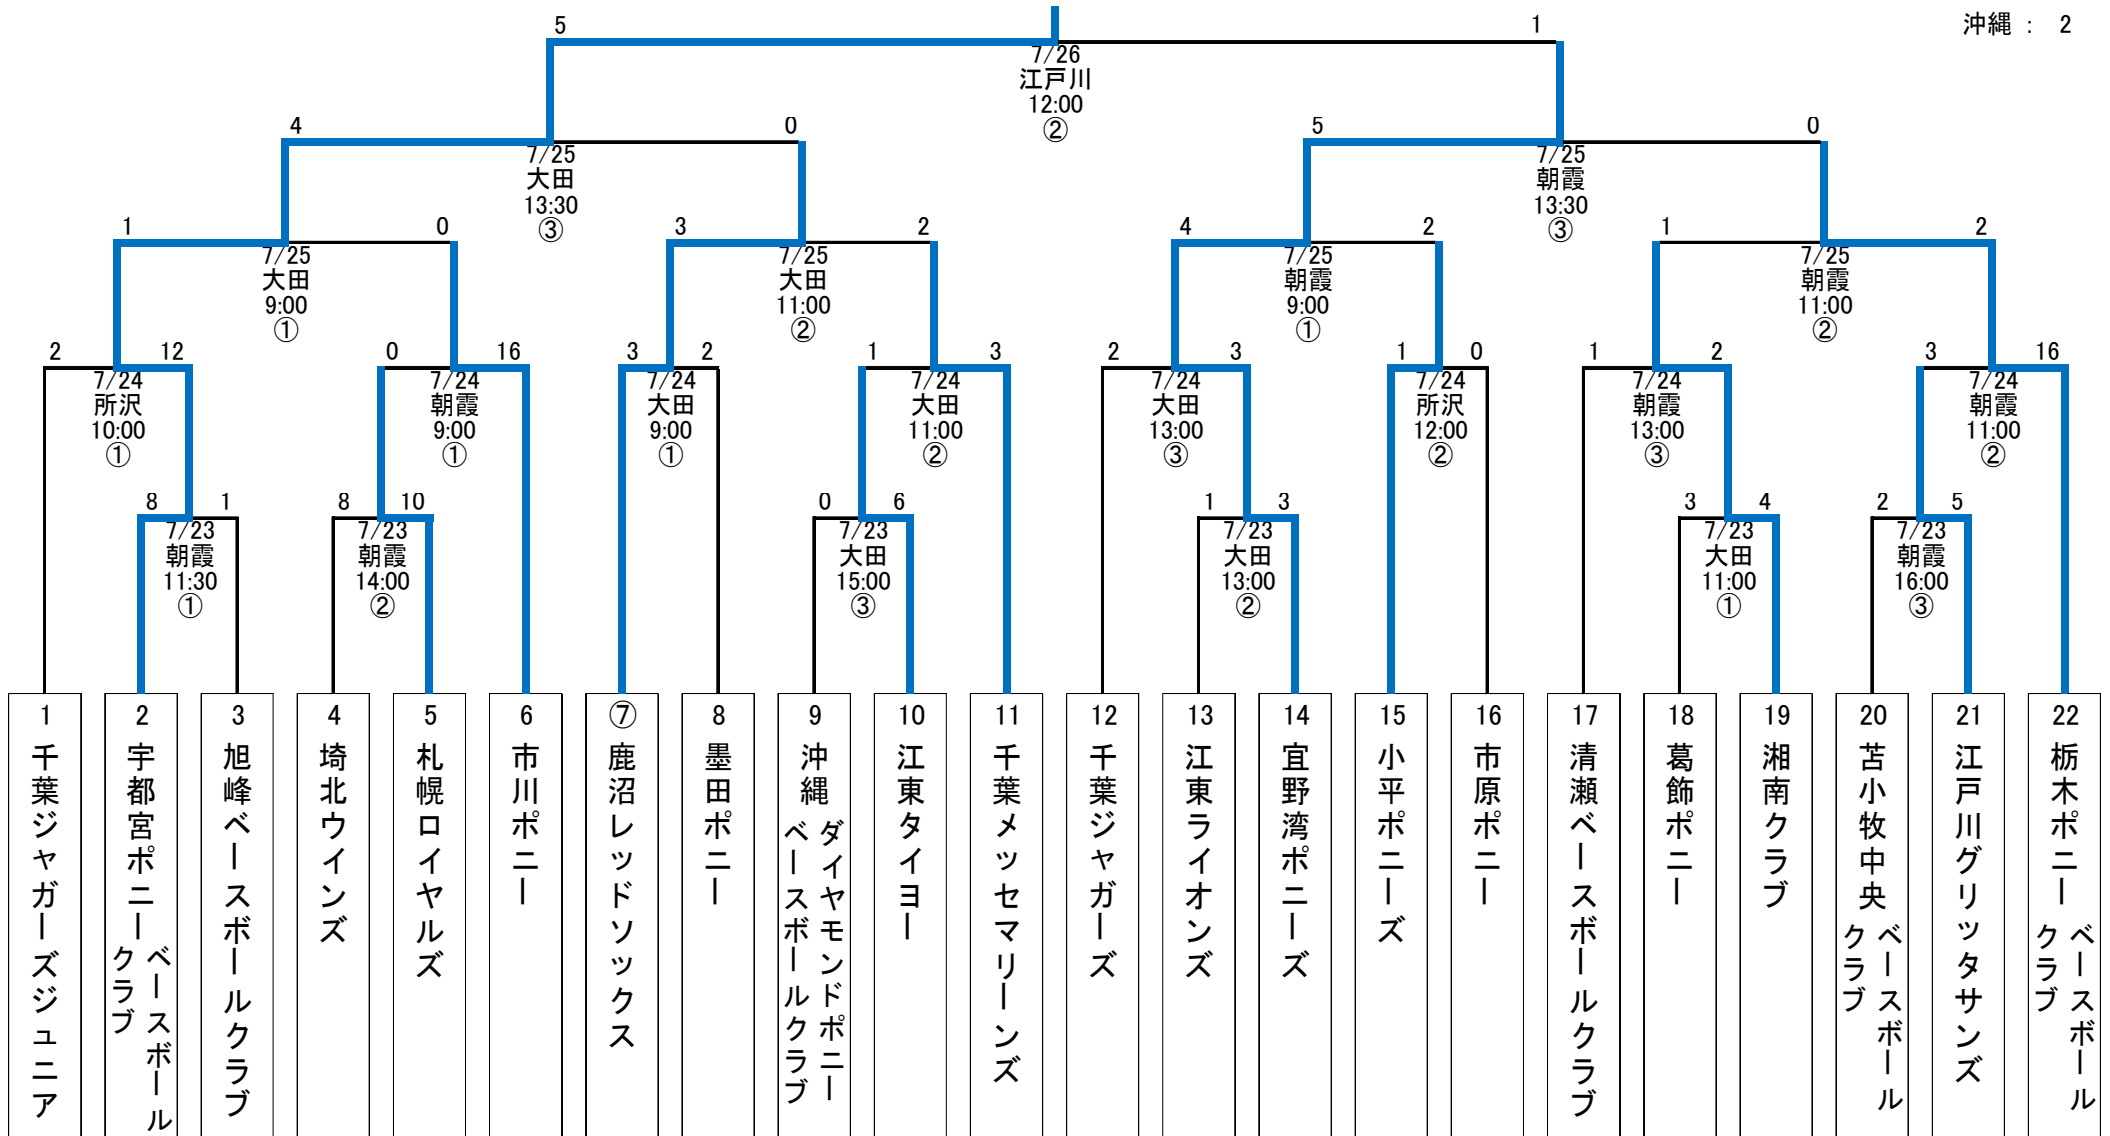 沖縄 : 2
5 1
7/26
江戸川
12:00
②
4 0 5 0
7/25 7/25
大田 朝霞
13:30 13:30
③ ③
1 0 3 2 4 2 1 2
7/25 7/25 7/25 7/25
大田 大田 朝霞 朝霞
9:00 11:00 9:00 11:00
① ② ① ②
2 12 0 16 3 2 1 3 2 3 1 0 1 2 3 16
7/24 7/24 7/24 7/24 7/24 7/24 7/24 7/24
所沢 朝霞 大田 大田 大田 所沢 朝霞 朝霞
10:00 9:00 9:00 11:00 13:00 12:00 13:00 11:00
① ① ① ② ③ ② ③ ②
8 1 8 10 0 6 1 3 3 4 2 5
7/23 7/23 7/23 7/23 7/23 7/23
朝霞 朝霞 大田 大田 大田 朝霞
11:30 14:00 15:00 13:00 11:00 16:00
① ② ③ ② ① ③
1 千葉ジャガーズジュニア
2 宇都宮ポニーベースボールクラブ
3 旭峰ベースボールクラブ
4 埼北ウインズ
5 札幌ロイヤルズ
6 市川ポニー
⑦ 鹿沼レッドソックス
8 墨田ポニー
9 沖縄ダイヤモンドポニーベースボールクラブ
10 江東タイヨー
11 千葉メッセマリーンズ
12 千葉ジャガーズ
13 江東ライオンズ
14 宜野湾ポニーズ
15 小平ポニーズ
16 市原ポニー
17 清瀬ベースボールクラブ
18 葛飾ポニー
19 湘南クラブ
20 苫小牧中央ベースボールクラブ
21 江戸川グリッタサンズ
22 栃木ポニーベースボールクラブ